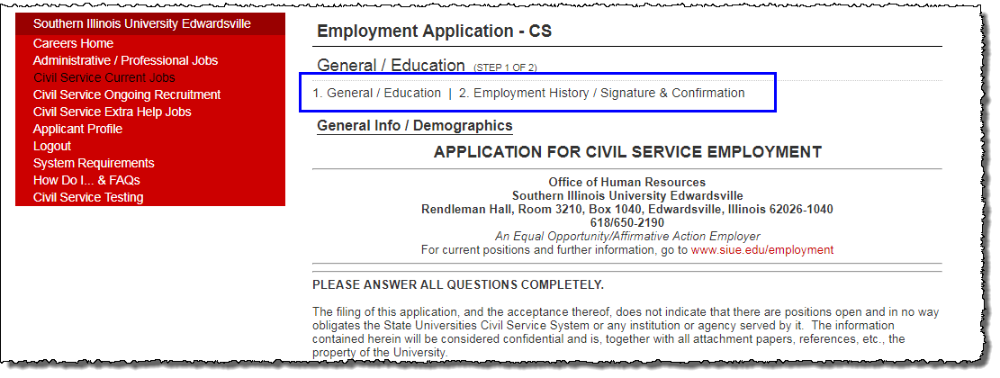 Southern Illinois University Edwardsville
Careers Home
Administrative / Professional Jobs
Civil Service Current Jobs
Civil Service Ongoing Recruitment
Civil Service Extra Help Jobs
Applicant Profile
Logout
System Requirements
How Do I... & FAQs
Civil Service Testing
Employment Application - CS
General / Education (STEP 1 OF 2)
1. General / Education | 2. Employment History / Signature & Confirmation
General Info / Demographics
APPLICATION FOR CIVIL SERVICE EMPLOYMENT
Office of Human Resources
Southern Illinois University Edwardsville
Rendleman Hall, Room 3210, Box 1040, Edwardsville, Illinois 62026-1040
618/650-2190
An Equal Opportunity/Affirmative Action Employer
For current positions and further information, go to www.siue.edu/employment
PLEASE ANSWER ALL QUESTIONS COMPLETELY.
The filing of this application, and the acceptance thereof, does not indicate that there are positions open and in no way
obligates the State Universities Civil Service System or any institution or agency served by it. The information
contained herein will be considered confidential and is, together with all attachment papers, references, etc., the
property of the University.